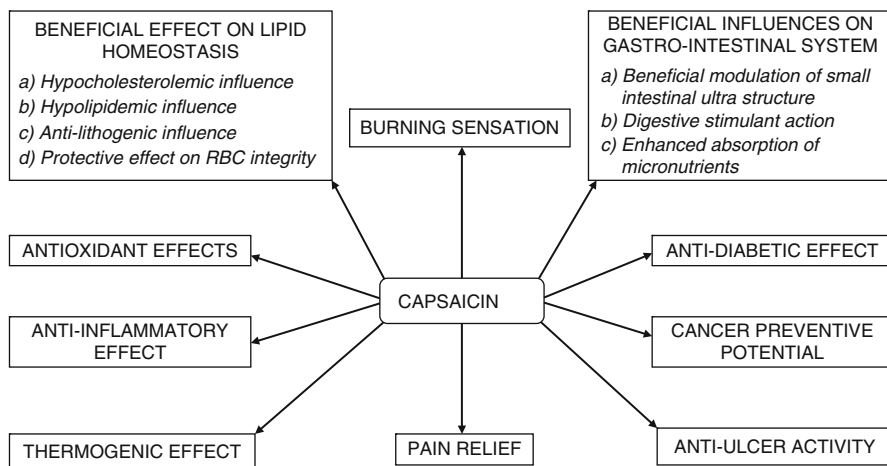 BENEFICIAL EFFECT ON LIPID
HOMEOSTASIS
a) Hypocholesterolemic influence
b) Hypolipidemic influence
c) Anti-lithogenic influence
d) Protective effect on RBC integrity
BURNING SENSATION
BENEFICIAL INFLUENCES ON
GASTRO-INTESTINAL SYSTEM
a) Beneficial modulation of small
intestinal ultra structure
b) Digestive stimulant action
c) Enhanced absorption of
micronutrients
ANTIOXIDANT EFFECTS
ANTI-DIABETIC EFFECT
CAPSAICIN
ANTI-INFLAMMATORY
EFFECT
CANCER PREVENTIVE
POTENTIAL
THERMOGENIC EFFECT
PAIN RELIEF
ANTI-ULCER ACTIVITY